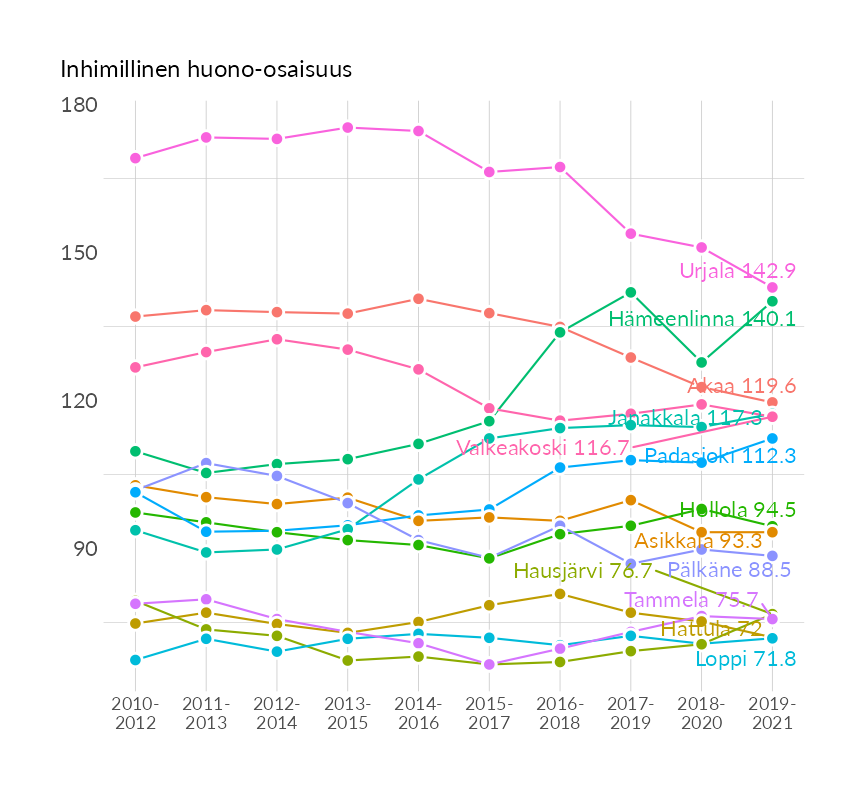 Inhimillinen huono-osaisuus
180
150
120
90
Urjala 142.9
Hämeenlinna 140.1
Akaa 119.6
Janakkala 117.3
Valkeakoski 116.7
Padasjoki 112.3
Hollola 94.5
Asikkala 93.3
Hausjärvi 76.7
Pälkäne 88.5
Tammela 75.7
Hattula 72
Loppi 71.8
2010- 2011- 2012- 2013- 2014- 2015- 2016- 2017- 2018- 2019-
2012 2013 2014 2015 2016 2017 2018 2019 2020 2021